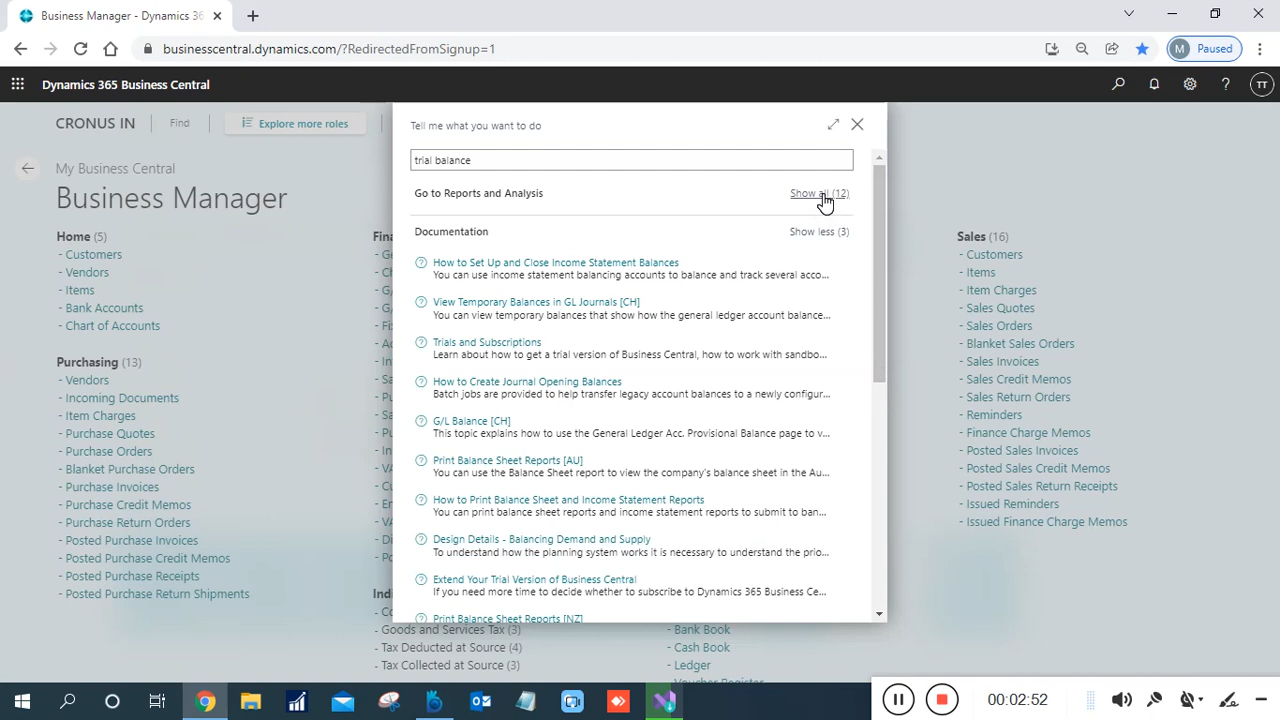 Business Manager - Dynamics 36
businesscentral.dynamics.com/?RedirectedFromSignup=1
M
Paused
Dynamics 365 Business Central
TT
CRONUS IN
Find
Explore more roles
My Business Central
Business Manager
Home (5)
- Customers
- Vendors
- Items
- Bank Accounts
- Chart of Accounts
Purchasing (13)
- Vendors
- Incoming Documents
- Item Charges
- Purchase Quotes
- Purchase Orders
- Blanket Purchase Orders
- Purchase Invoices
- Purchase Credit Memos
- Purchase Return Orders
- Posted Purchase Invoices
- Posted Purchase Credit Memos
- Posted Purchase Receipts
- Posted Purchase Return Shipments
Tell me what you want to do
trial balance
Go to Reports and Analysis
Show all (12)
Documentation
Show less (3)
How to Set Up and Close Income Statement Balances
You can use income statement balancing accounts to balance and track several acco...
View Temporary Balances in GL Journals [CH]
You can view temporary balances that show how the general ledger account balance...
Trials and Subscriptions
Learn about how to get a trial version of Business Central, how to work with sandbo...
How to Create Journal Opening Balances
Batch jobs are provided to help transfer legacy account balances to a newly configur...
G/L Balance [CH]
This topic explains how to use the General Ledger Acc. Provisional Balance page to v...
Print Balance Sheet Reports [AU]
You can use the Balance Sheet report to view the company's balance sheet in the Au...
How to Print Balance Sheet and Income Statement Reports
You can print balance sheet reports and income statement reports to submit to ban...
Design Details - Balancing Demand and Supply
To understand how the planning system works it is necessary to understand the prio...
Extend Your Trial Version of Business Central
If you need more time to decide whether to subscribe to Dynamics 365 Business Ce...
Print Balance Sheet Reports [NZ]
Goods and Services Tax (3)
- Tax Deducted at Source (4)
- Tax Collected at Source (3)
- Bank Book
- Cash Book
- Ledger
- Voucher Register
Sales (16)
- Customers
- Items
- Item Charges
- Sales Quotes
- Sales Orders
- Blanket Sales Orders
- Sales Invoices
- Sales Credit Memos
- Sales Return Orders
- Reminders
- Finance Charge Memos
- Posted Sales Invoices
- Posted Sales Credit Memos
- Posted Sales Return Receipts
- Issued Reminders
- Issued Finance Charge Memos
00:02:52